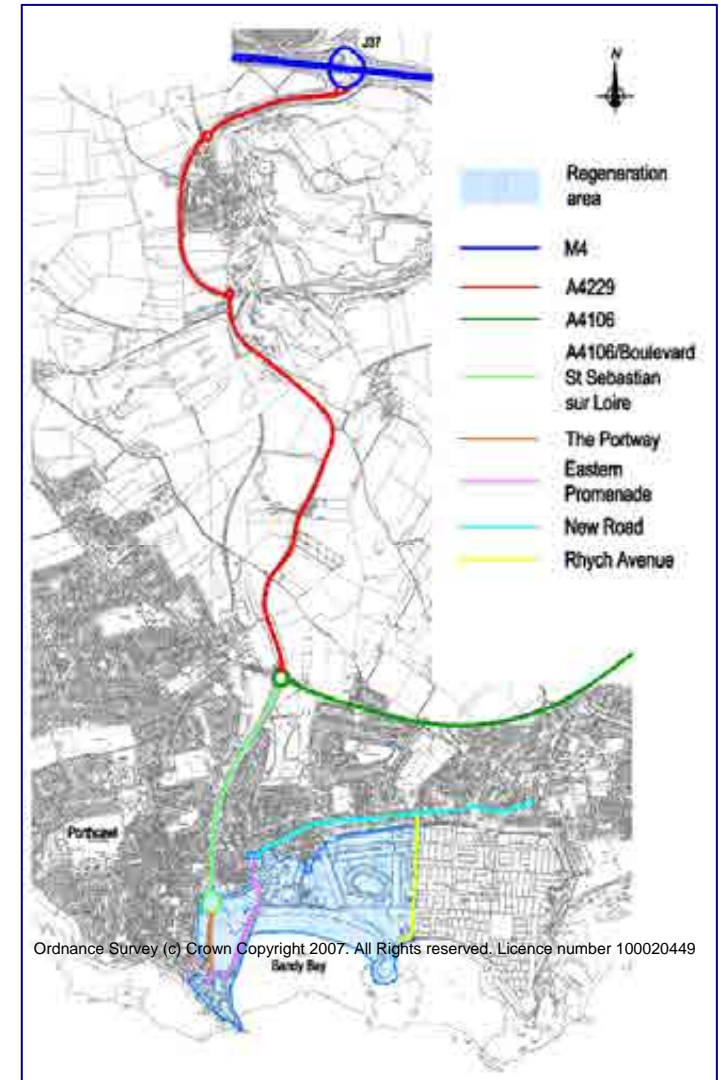 J37
N
Regeneration
area
M4
A4229
A4106
A4106/Boulevard
St Sebastian
sur Loire
The Portway
Eastern
Promenade
New Road
Rhych Avenue
Porthcawl
Ordnance Survey (c) Crown Copyright 2007. All Rights reserved. Licence number 100020449
Sandy Bay